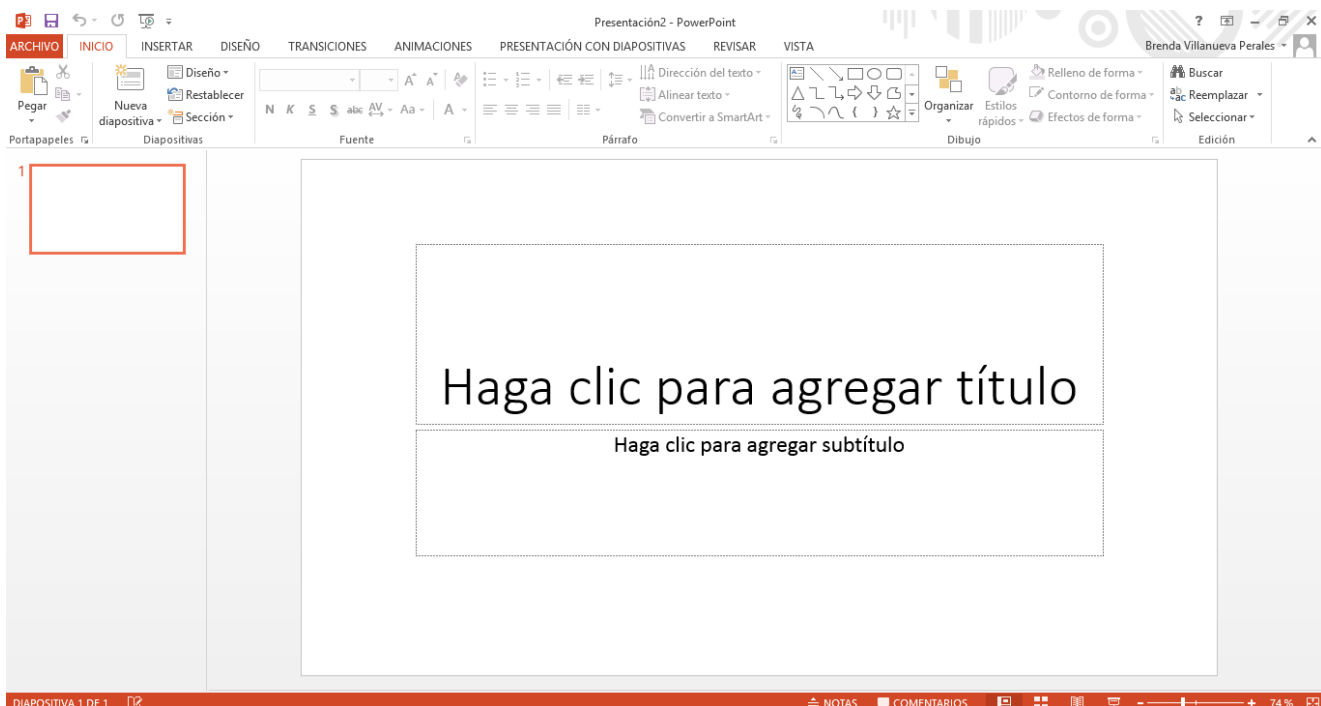 Presentación2 - PowerPoint
? 
ARCHIVO INICIO INSERTAR DISEÑO TRANSICIONES ANIMACIONES PRESENTACIÓN CON DIAPOSITIVAS REVISAR VISTA Brenda Villanueva Perales
Pegar
Nueva diapositiva
Diseño
Restablecer
Sección
N K S S abc AV Aa A
A A
Dirección del texto
Alinear texto
Convertir a SmartArt
Organizar
Estilos rápidos
Relleno de forma
Contorno de forma
Efectos de forma
Buscar
Reemplazar
Seleccionar
Portapapeles Diapositivas Fuente Párrafo Dibujo Edición
1
Haga clic para agregar título
Haga clic para agregar subtítulo
DIAPOSITIVA 1 DE 1 NOTAS COMENTARIOS 74 %